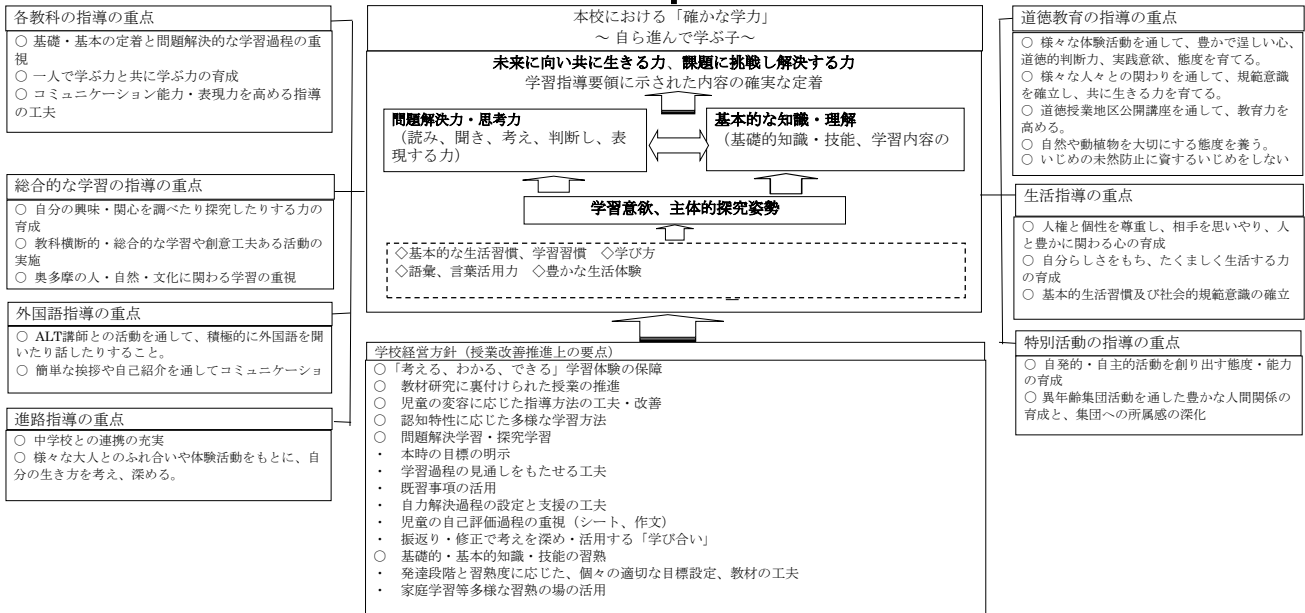 各教科の指導の重点
○ 基礎・基本の定着と問題解決的な学習過程の重
視
○ 一人で学ぶ力と共に学ぶ力の育成
○ コミュニケーション能力・表現力を高める指導
の工夫
総合的な学習の指導の重点
○ 自分の興味・関心を調べたり探究したりする力の
育成
○ 教科横断的・総合的な学習や創意工夫ある活動の
実施
○ 奥多摩の人・自然・文化に関わる学習の重視
外国語指導の重点
○ ALT講師との活動を通して、積極的に外国語を聞
いたり話したりすること。
○ 簡単な挨拶や自己紹介を通してコミュニケーショ
進路指導の重点
○ 中学校との連携の充実
○ 様々な大人とのふれ合いや体験活動をもとに、自
分の生き方を考え、深める。
本校における「確かな学力」
～ 自ら進んで学ぶ子～
未来に向い共に生きる力、課題に挑戦し解決する力
学習指導要領に示された内容の確実な定着
問題解決力・思考力
（読み、聞き、考え、判断し、表
現する力）
基本的な知識・理解
（基礎的知識・技能、学習内容の
学習意欲、主体的探究姿勢
◇基本的な生活習慣、学習習慣 ◇学び方
◇語彙、言葉活用力 ◇豊かな生活体験
学校経営方針（授業改善推進上の要点）
○「考える、わかる、できる」学習体験の保障
○ 教材研究に裏付けられた授業の推進
○ 児童の変容に応じた指導方法の工夫・改善
○ 認知特性に応じた多様な学習方法
○ 問題解決学習・探究学習
・ 本時の目標の明示
・ 学習過程の見通しをもたせる工夫
・ 既習事項の活用
・ 自力解決過程の設定と支援の工夫
・ 児童の自己評価過程の重視（シート、作文）
・ 振返り・修正で考えを深め・活用する「学び合い」
○ 基礎的・基本的知識・技能の習熟
・ 発達段階と習熟度に応じた、個々の適切な目標設定、教材の工夫
・ 家庭学習等多様な習熟の場の活用
道徳教育の指導の重点
○ 様々な体験活動を通して、豊かで逞しい心、
道徳的判断力、実践意欲、態度を育てる。
○ 様々な人々との関わりを通して、規範意識
を確立し、共に生きる力を育てる。
○ 道徳授業地区公開講座を通して、教育力を
高める。
○ 自然や動植物を大切にする態度を養う。
○ いじめの未然防止に資するいじめをしない
生活指導の重点
○ 人権と個性を尊重し、相手を思いやり、人
と豊かに関わる心の育成
○ 自分らしさをもち、たくましく生活する力
の育成
○ 基本的生活習慣及び社会的規範意識の確立
特別活動の指導の重点
○ 自発的・自主的活動を創り出す態度・能力
の育成
○ 異年齢集団活動を通した豊かな人間関係の
育成と、集団への所属感の深化